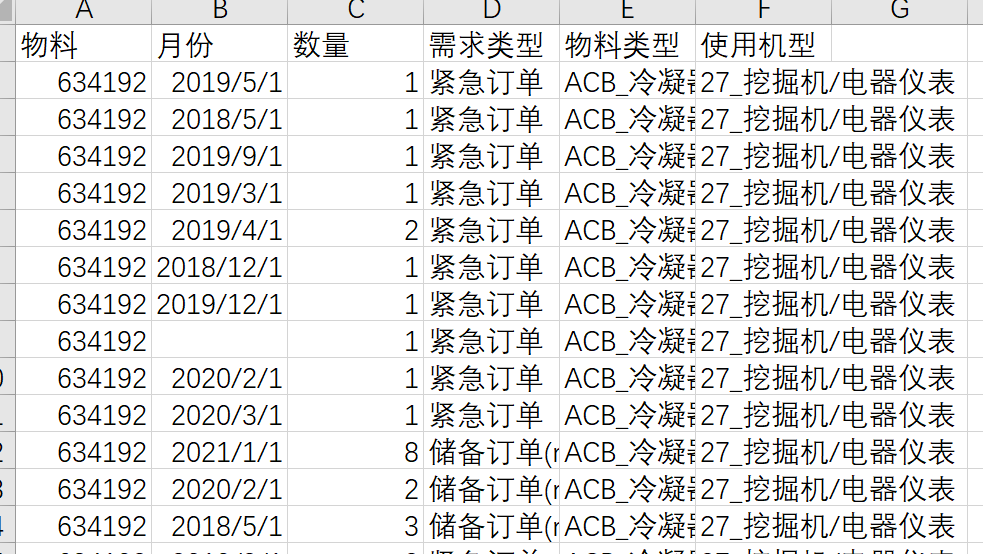 A B C D E F G
物料 月份 数量 需求类型 物料类型 使用机型
634192 2019/5/1 1 紧急订单 ACB_冷凝 27_挖掘机/电器仪表
634192 2018/5/1 1 紧急订单 ACB_冷凝 27_挖掘机/电器仪表
634192 2019/9/1 1 紧急订单 ACB_冷凝 27_挖掘机/电器仪表
634192 2019/3/1 1 紧急订单 ACB_冷凝 27_挖掘机/电器仪表
634192 2019/4/1 2 紧急订单 ACB_冷凝 27_挖掘机/电器仪表
634192 2018/12/1 1 紧急订单 ACB_冷凝 27_挖掘机/电器仪表
634192 2019/12/1 1 紧急订单 ACB_冷凝 27_挖掘机/电器仪表
634192 1 紧急订单 ACB_冷凝 27_挖掘机/电器仪表
634192 2020/2/1 1 紧急订单 ACB_冷凝 27_挖掘机/电器仪表
634192 2020/3/1 1 紧急订单 ACB_冷凝 27_挖掘机/电器仪表
634192 2021/1/1 8 储备订单( ACB_冷凝 27_挖掘机/电器仪表
634192 2020/2/1 2 储备订单( ACB_冷凝 27_挖掘机/电器仪表
634192 2018/5/1 3 储备订单( ACB_冷凝 27_挖掘机/电器仪表